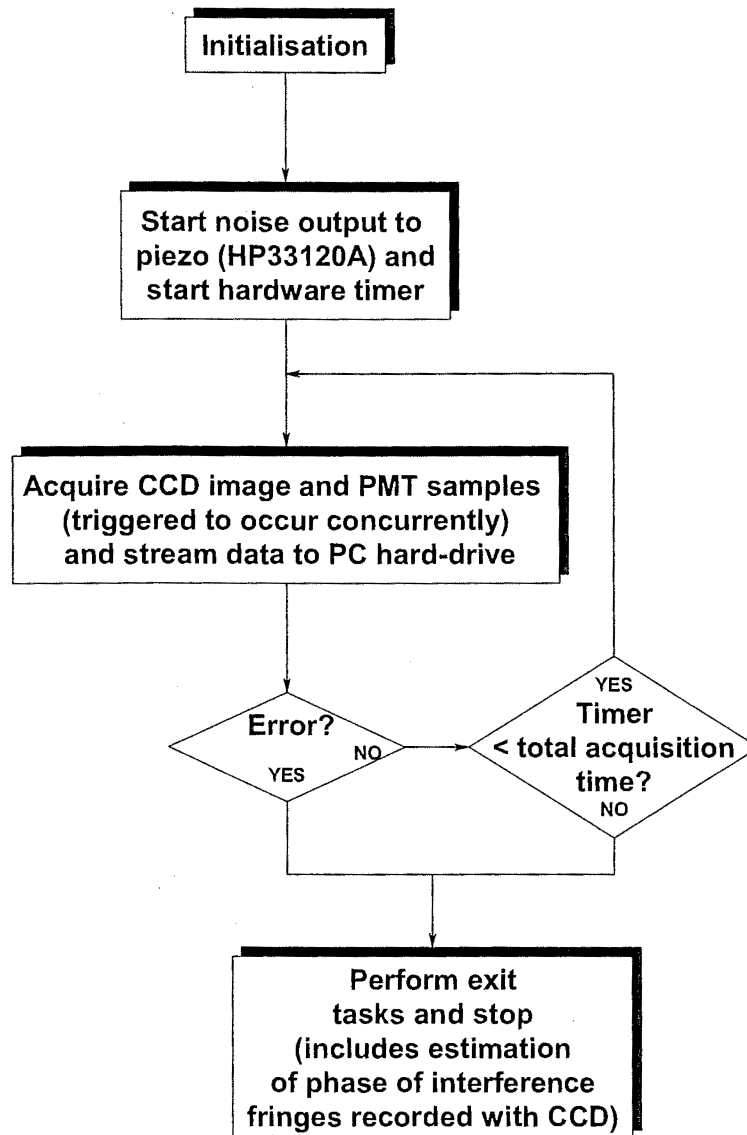 Initialisation
Start noise output to
piezo (HP33120A) and
start hardware timer
Acquire CCD image and PMT samples
(triggered to occur concurrently)
and stream data to PC hard-drive
Error?
NO
YES
YES
Timer
< total acquisition
time?
NO
Perform exit
tasks and stop
(includes estimation
of phase of interference
fringes recorded with CCD)